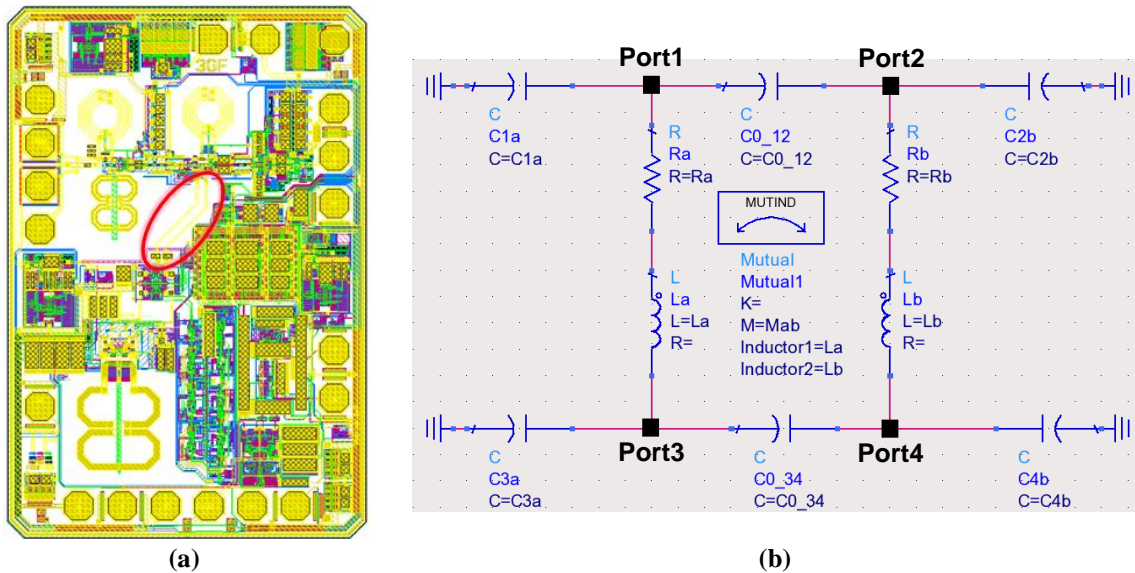 3GF
Port1
Port2
C
C1a
C=C1a
R
Ra
R=Ra
C
C0_12
C=C0_12
R
Rb
R=Rb
C
C2b
C=C2b
MUTIND
Mutual
Mutual1
K=
M=Mab
Inductor1=La
Inductor2=Lb
L
La
L=La
R=
L
Lb
L=Lb
R=
Port3
Port4
C
C3a
C=C3a
C
C0_34
C=C0_34
C
C4b
C=C4b
(a)
(b)